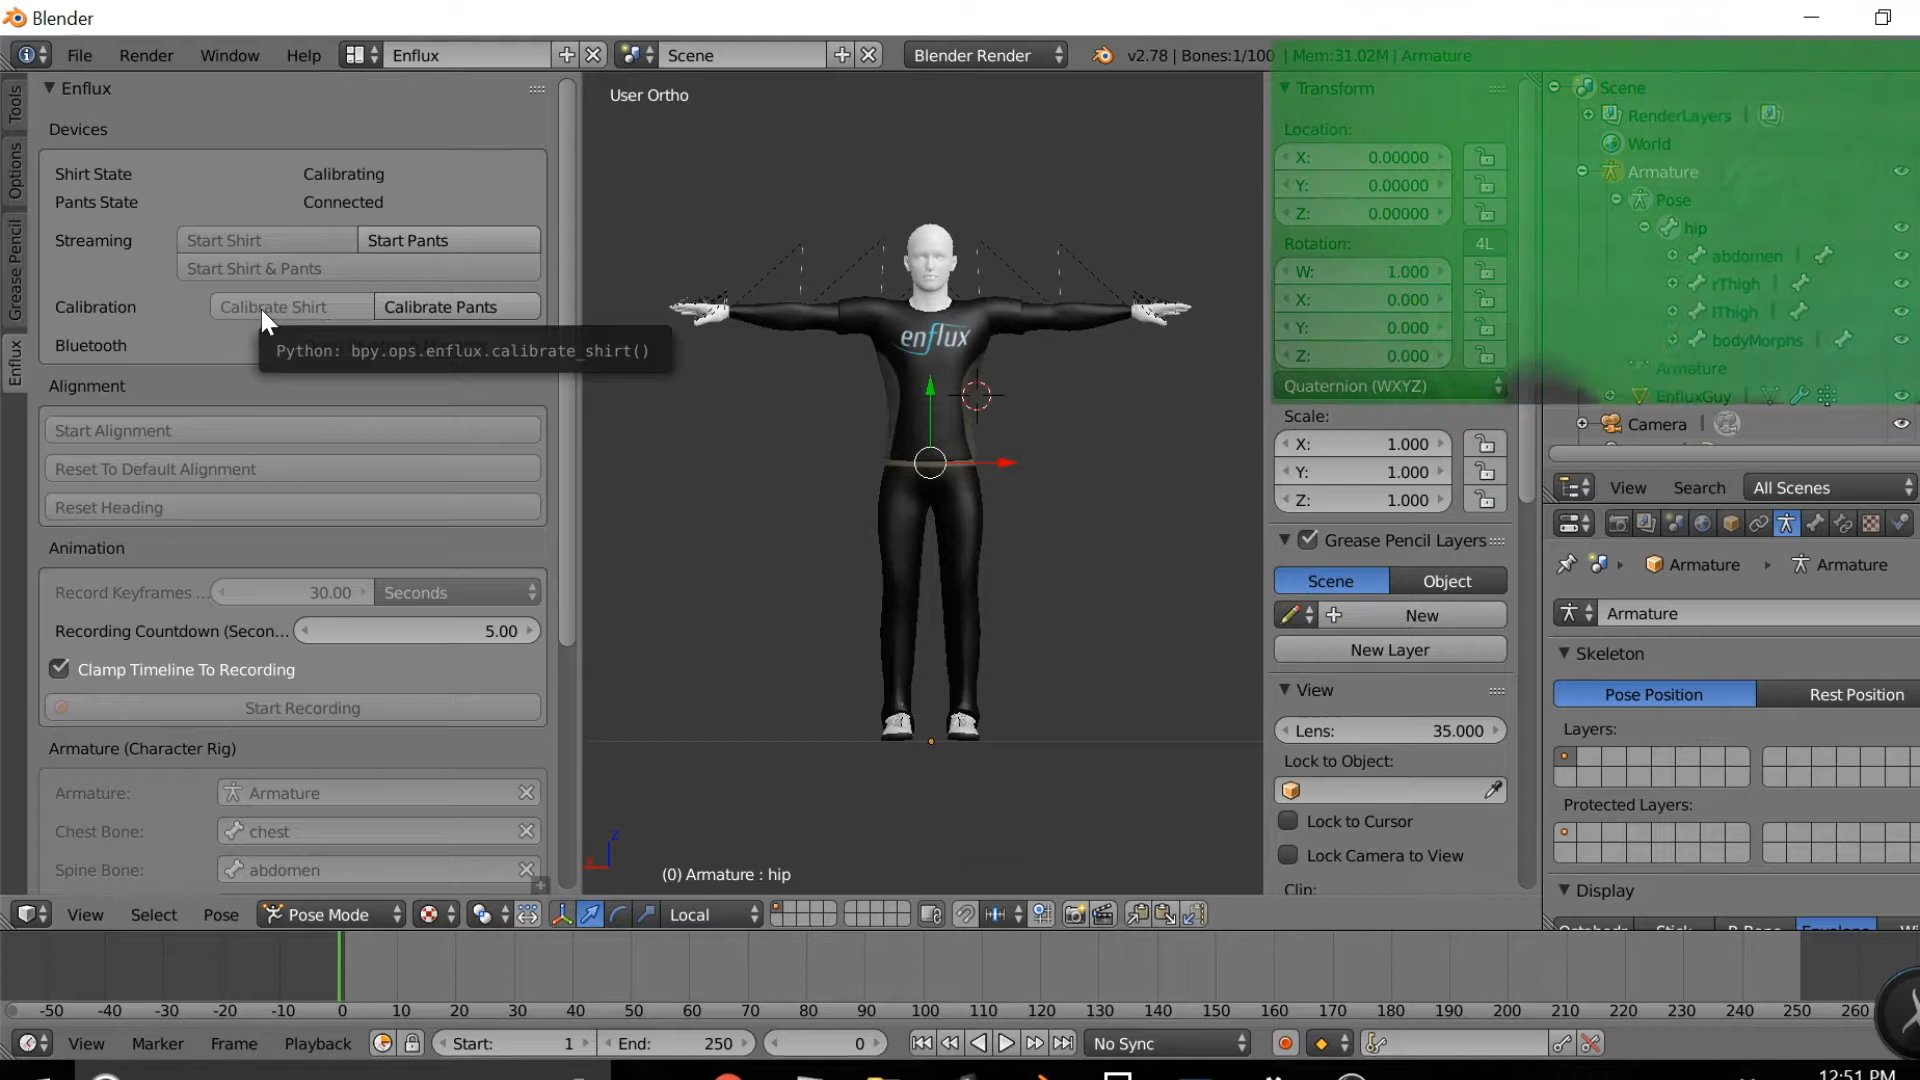 Blender
File Render Window Help Enflux Scene Blender Render v2.78 | Bones:1/100 | Mem:31.02M | Armature
Tools
Options
Grease Pencil
Enflux
Enflux
Devices
Shirt State Calibrating
Pants State Connected
Streaming Start Shirt Start Pants
Start Shirt & Pants
Calibration Calibrate Shirt Calibrate Pants
Bluetooth
Python: bpy.ops.enflux.calibrate_shirt()
Alignment
Start Alignment
Reset To Default Alignment
Reset Heading
Animation
Record Keyframes ... 30.00 Seconds
Recording Countdown (Secon... 5.00
Clamp Timeline To Recording
Start Recording
Armature (Character Rig)
Armature: Armature
Chest Bone: chest
Spine Bone: abdomen
User Ortho
enflux
z
x
(0) Armature : hip
Transform
Location:
X: 0.00000
Y: 0.00000
Z: 0.00000
Rotation: 4L
W: 1.000
X: 0.000
Y: 0.000
Z: 0.000
Quaternion (WXYZ)
Scale:
X: 1.000
Y: 1.000
Z: 1.000
Grease Pencil Layers
Scene Object
New
New Layer
View
Lens: 35.000
Lock to Object:
Lock to Cursor
Lock Camera to View
Clip:
Scene
RenderLayers
World
Armature
Pose
hip
abdomen
rThigh
lThigh
bodyMorphs
Armature
EnfluxGuy
Camera
View Search All Scenes
Armature Armature
Armature
Skeleton
Pose Position Rest Position
Layers:
Protected Layers:
Display
View Select Pose Pose Mode Local
-50 -40 -30 -20 -10 0 10 20 30 40 50 60 70 80 90 100 110 120 130 140 150 160 170 180 190 200 210 220 230 240 250 260
View Marker Frame Playback Start: 1 End: 250 0 No Sync
12:51 PM